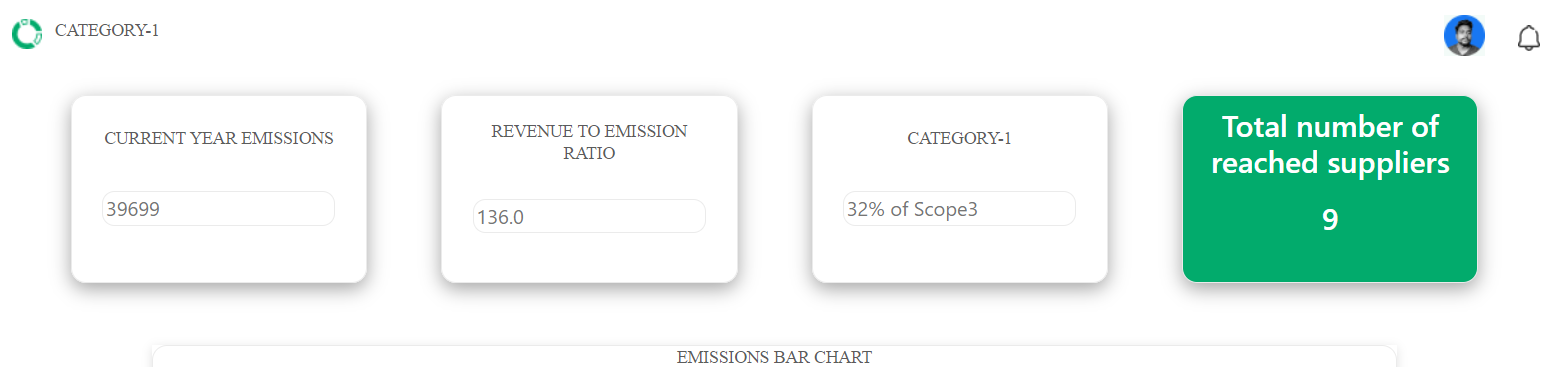 CATEGORY-1
CURRENT YEAR EMISSIONS
39699
REVENUE TO EMISSION
RATIO
136.0
CATEGORY-1
32% of Scope3
Total number of
reached suppliers
9
EMISSIONS BAR CHART